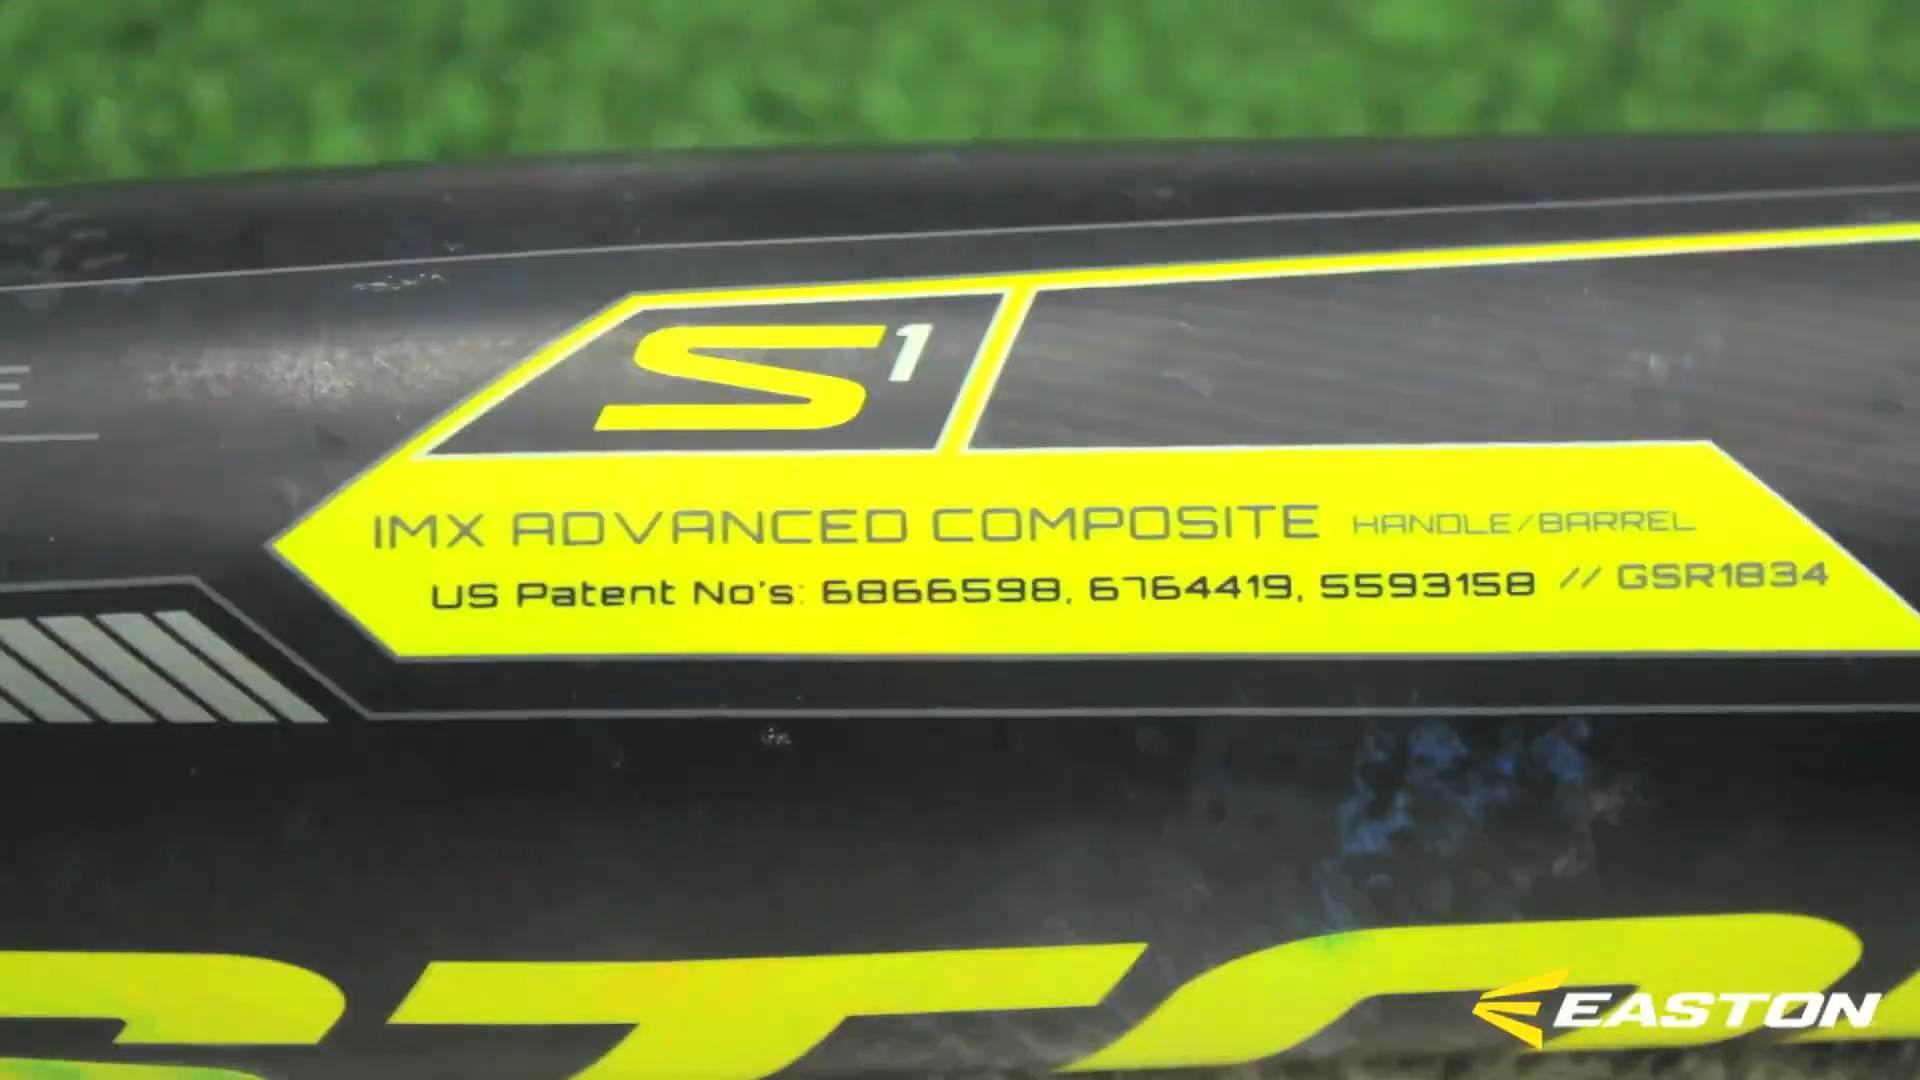 S1
IMX ADVANCED COMPOSITE HANDLE/BARREL
US Patent No's: 6866598, 6764419, 5593158 // GSR1834
EASTON